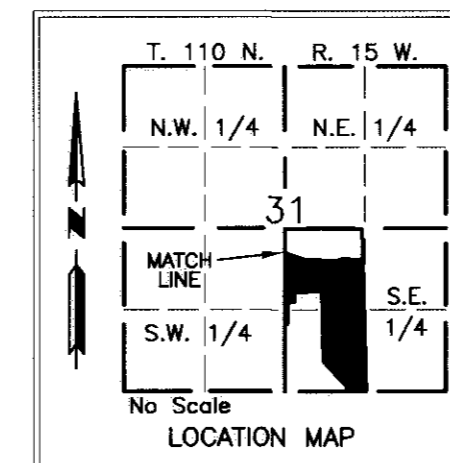 T. 110 N. R. 15 W.
N.W. 1/4 N.E. 1/4
31
N
MATCH
LINE
S.E.
1/4
S.W. 1/4
No Scale
LOCATION MAP